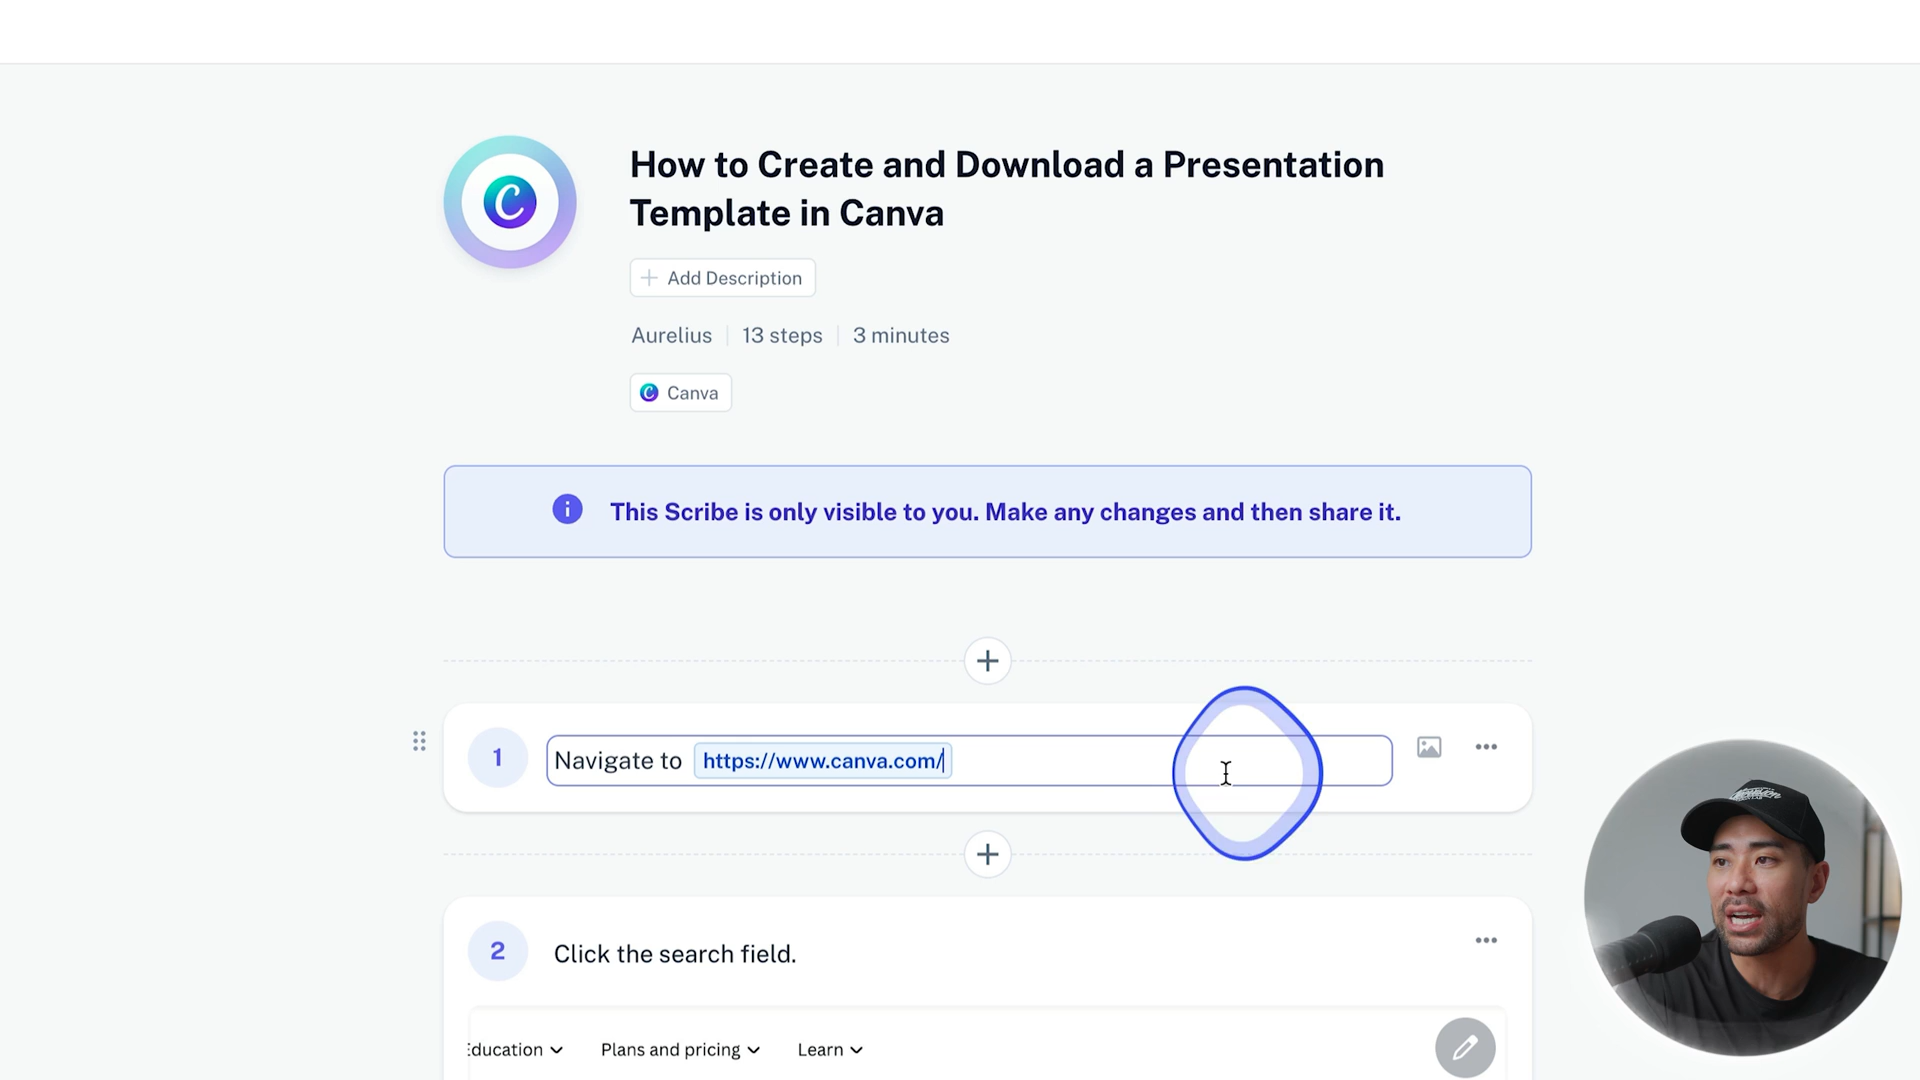 How to Create and Download a Presentation
Template in Canva
Add Description
Aurelius
13 steps
3 minutes
Canva
This Scribe is only visible to you. Make any changes and then share it.
1
Navigate to https://www.canva.com/
2
Click the search field.
Education
Plans and pricing
Learn